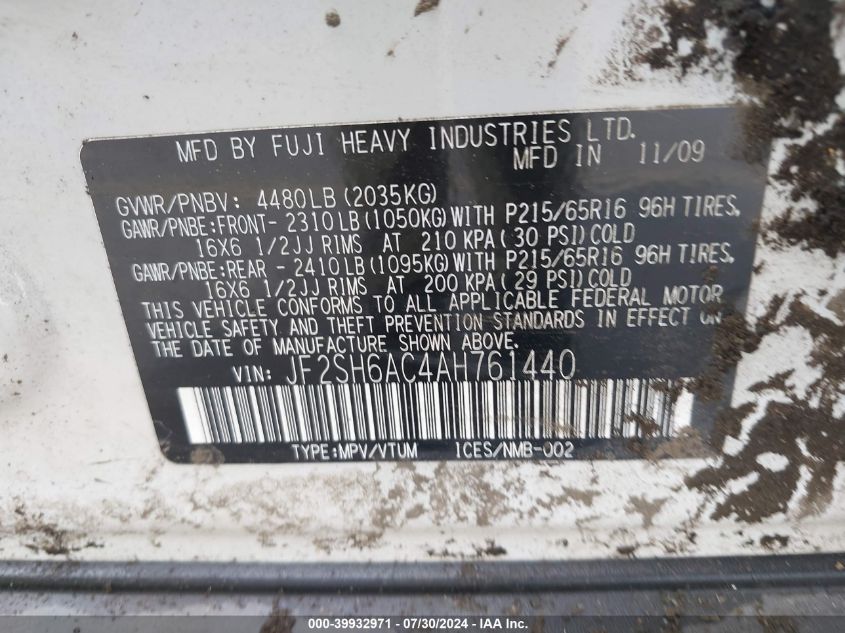 MFD BY FUJI HEAVY INDUSTRIES LTD.
MFD IN 11/09
GVWR/PNBV: 4480LB (2035KG)
GAWR/PNBE:FRONT- 2310LB (1050KG) WITH P215/65R16 96H TIRES,
16X6 1/2JJ RIMS AT 210 KPA ( 30 PSI) COLD
GAWR/PNBE:REAR - 2410LB (1095KG) WITH P215/65R16 96H TIRES,
16X6 1/2JJ RIMS AT 200 KPA (29 PSI) COLD
THIS VEHICLE CONFORMS TO ALL APPLICABLE FEDERAL MOTOR
VEHICLE SAFETY AND THEFT PREVENTION STANDARDS IN EFFECT ON
THE DATE OF MANUFACTURE SHOWN ABOVE.
VIN: JF2SH6AC4AH761440
TYPE:MPV/VTUM ICES/NMB-002
000-39932971 - 07/30/2024 - IAA Inc.